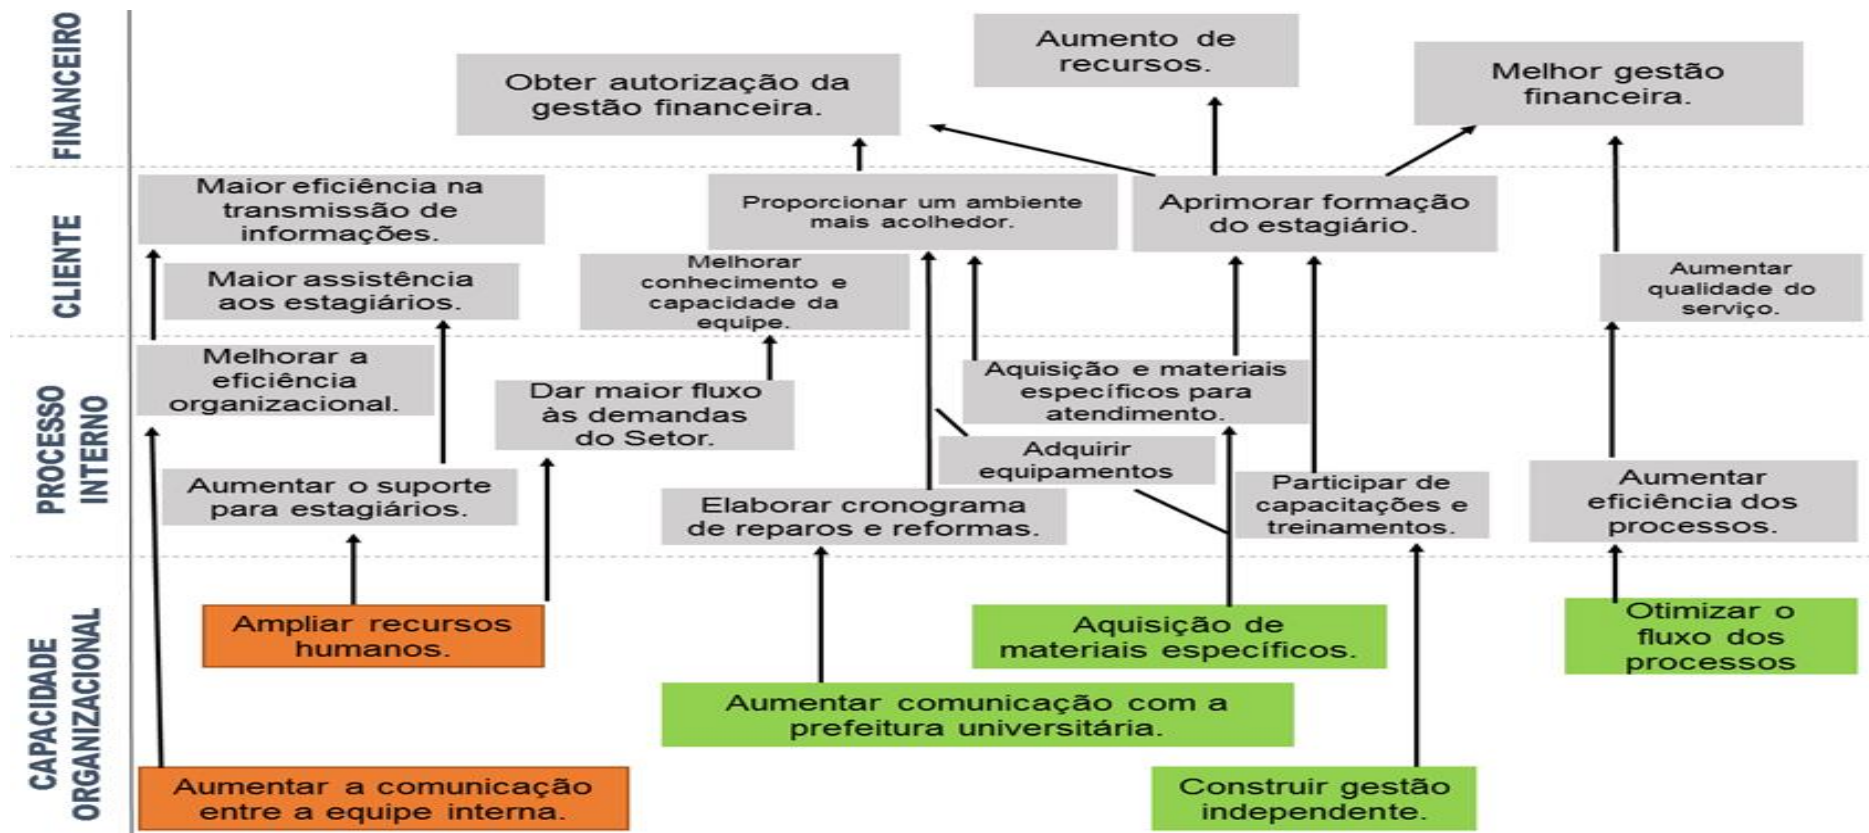 FINANCEIRO
Obter autorização da
gestão financeira.
Aumento de
recursos.
Melhor gestão
financeira.
CLIENTE
Maior eficiência na
transmissão de
informações.
Maior assistência
aos estagiários.
Melhorar
conhecimento e
capacidade da
equipe.
Proporcionar um ambiente
mais acolhedor.
Aprimorar formação
do estagiário.
Aumentar
qualidade do
serviço.
PROCESSO
INTERNO
Melhorar a
eficiência
organizacional.
Aumentar o suporte
para estagiários.
Dar maior fluxo
às demandas
do Setor.
Elaborar cronograma
de reparos e reformas.
Aquisição e materiais
específicos para
atendimento.
Adquirir
equipamentos
Participar de
capacitações e
treinamentos.
Aumentar
eficiência dos
processos.
CAPACIDADE
ORGANIZACIONAL
Ampliar recursos
humanos.
Aquisição de
materiais específicos.
Otimizar o
fluxo dos
processos
Aumentar comunicação com a
prefeitura universitária.
Aumentar a comunicação
entre a equipe interna.
Construir gestão
independente.